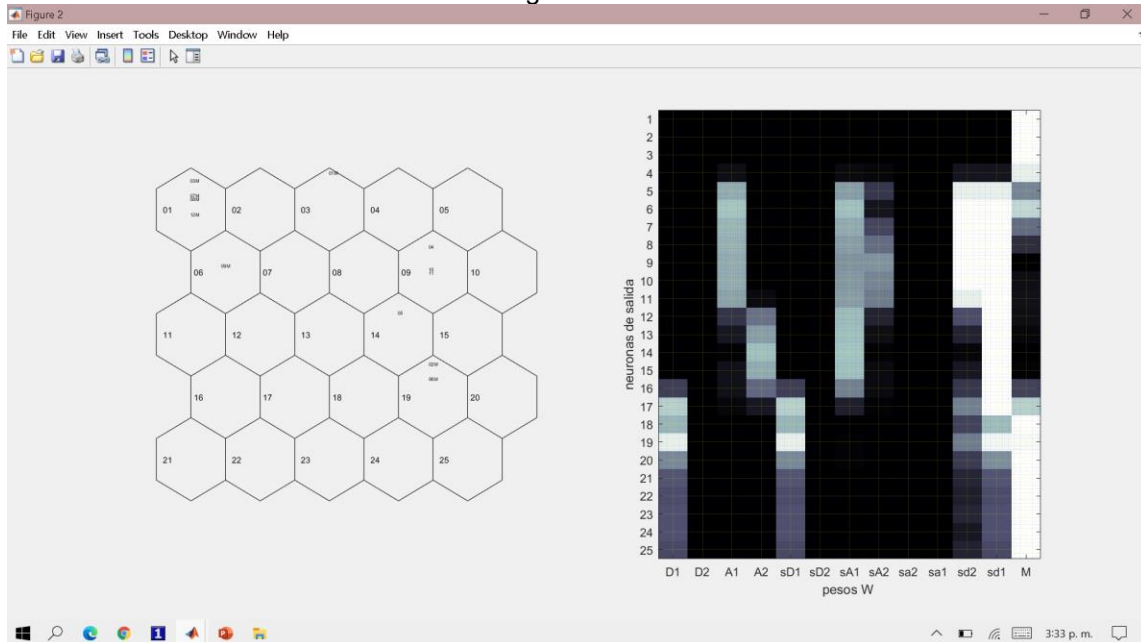 Figure 2
File Edit View Insert Tools Desktop Window Help
01 02 03 04 05
06 07 08 09 10
11 12 13 14 15
16 17 18 19 20
21 22 23 24 25
neuronas de salida
1
2
3
4
5
6
7
8
9
10
11
12
13
14
15
16
17
18
19
20
21
22
23
24
25
D1 D2 A1 A2 sD1 sD2 sA1 sA2 sa2 sa1 sd2 sd1 M
pesos W
1
3:33 p. m.